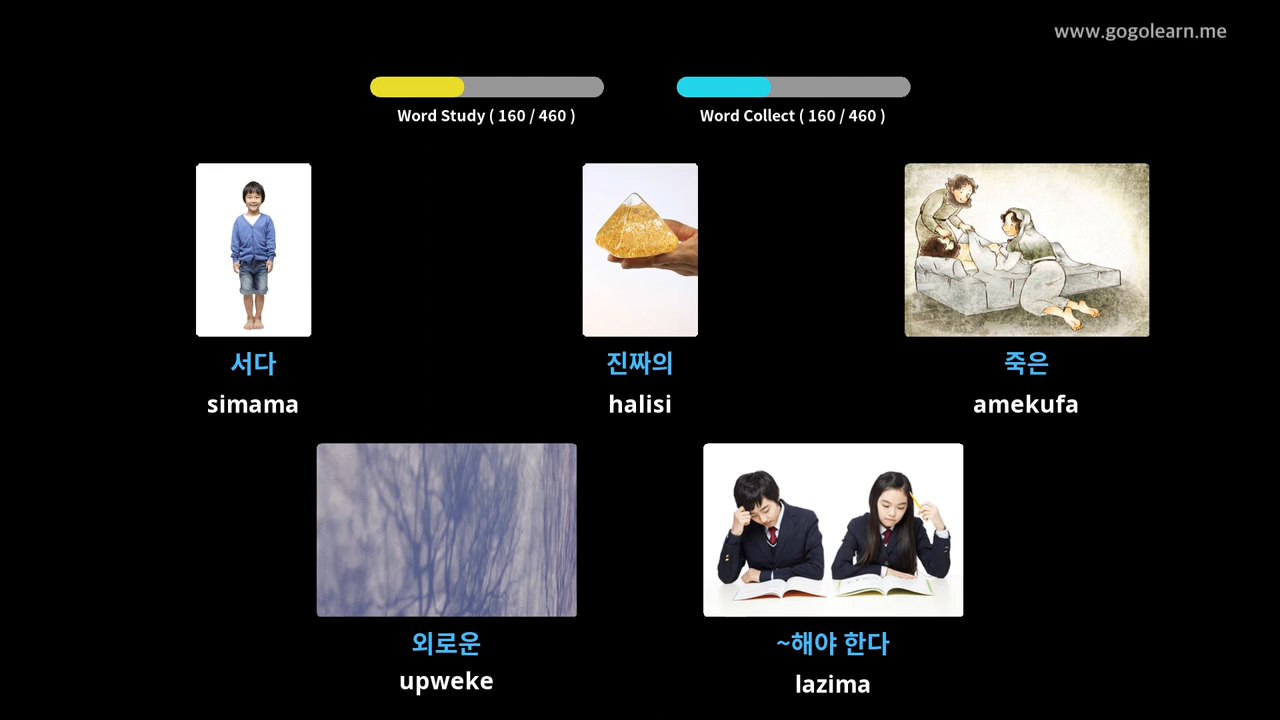 www.gogolearn.me
Word Study ( 160 / 460 )
Word Collect ( 160 / 460 )
서다
simama
진짜의
halisi
죽은
amekufa
외로운
upweke
~해야 한다
lazima